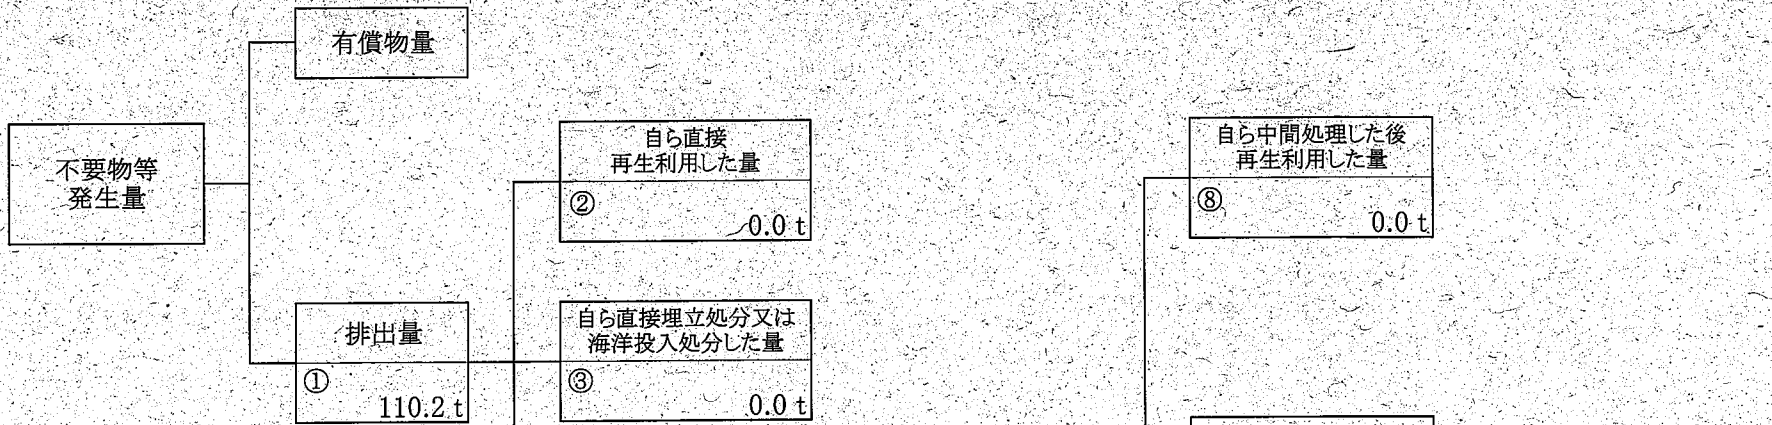 有償物量
不要物等
発生量
自ら直接
再生利用した量
②
0.0 t
自ら中間処理した後
再生利用した量
⑧
0.0 t
排出量
①
110.2 t
自ら直接埋立処分又は
海洋投入処分した量
③
0.0 t